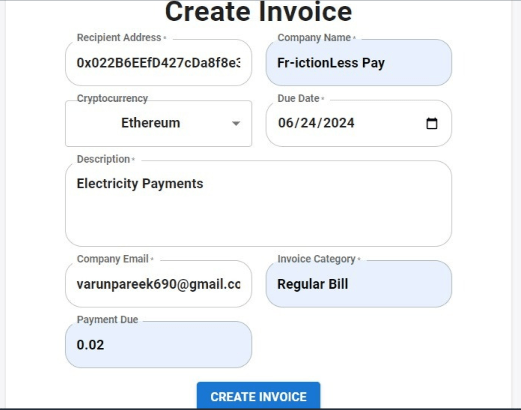 Create Invoice
Recipient Address *
Company Name *
0x022B6EEfD427cDa8f8e3
Fr-ictionLess Pay
Cryptocurrency
Due Date *
Ethereum
06/24/2024
Description *
Electricity Payments
Company Email *
Invoice Category *
varunpareek690@gmail.cc
Regular Bill
Payment Due
0.02
CREATE INVOICE